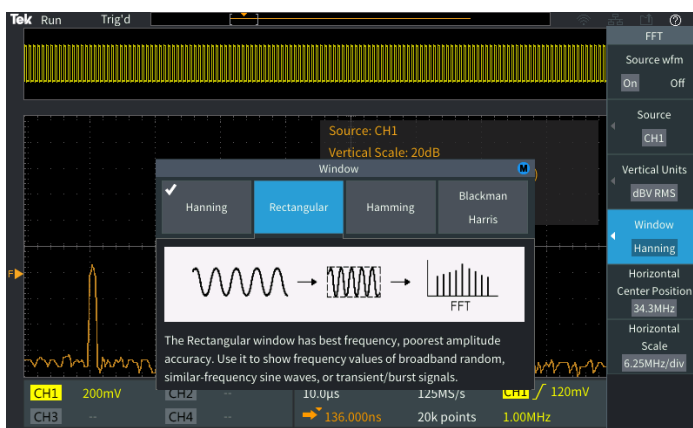 Tek Run Trig'd
FFT
Source wfm
On Off
Source
CH1
Vertical Units
dBV RMS
Window
Hanning
Horizontal
Center Position
34.3MHz
Horizontal
Scale
6.25MHz/div
Source: CH1
Vertical Scale: 20dB
Window
M
Hanning
Rectangular
Hamming
Blackman
Harris
FFT
The Rectangular window has best frequency, poorest amplitude
accuracy. Use it to show frequency values of broadband random,
similar-frequency sine waves, or transient/burst signals.
F
CH1 200mV CH2 -- 10.0µs 125MS/s CH1 120mV
CH3 -- CH4 -- 136.000ns 20k points 1.00MHz